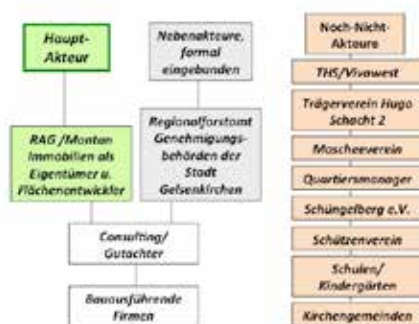 Haupt-
Akteur
RAG /Montan
Immobilien als
Eigentümer u.
Flächenentwickler
Nebenakteure,
formal
eingebunden
Regionalforstamt
Genehmigungs-
behörden der
Stadt
Gelsenkirchen
Consulting/
Gutachter
Bauausführende
Firmen
Noch-Nicht-
Akteure
THS/Vivawest
Trägerverein Hugo
Schacht 2
Moscheeverein
Quartiersmanager
Schüngelberg e.V.
Schützenverein
Schulen/
Kindergärten
Kirchengemeinden